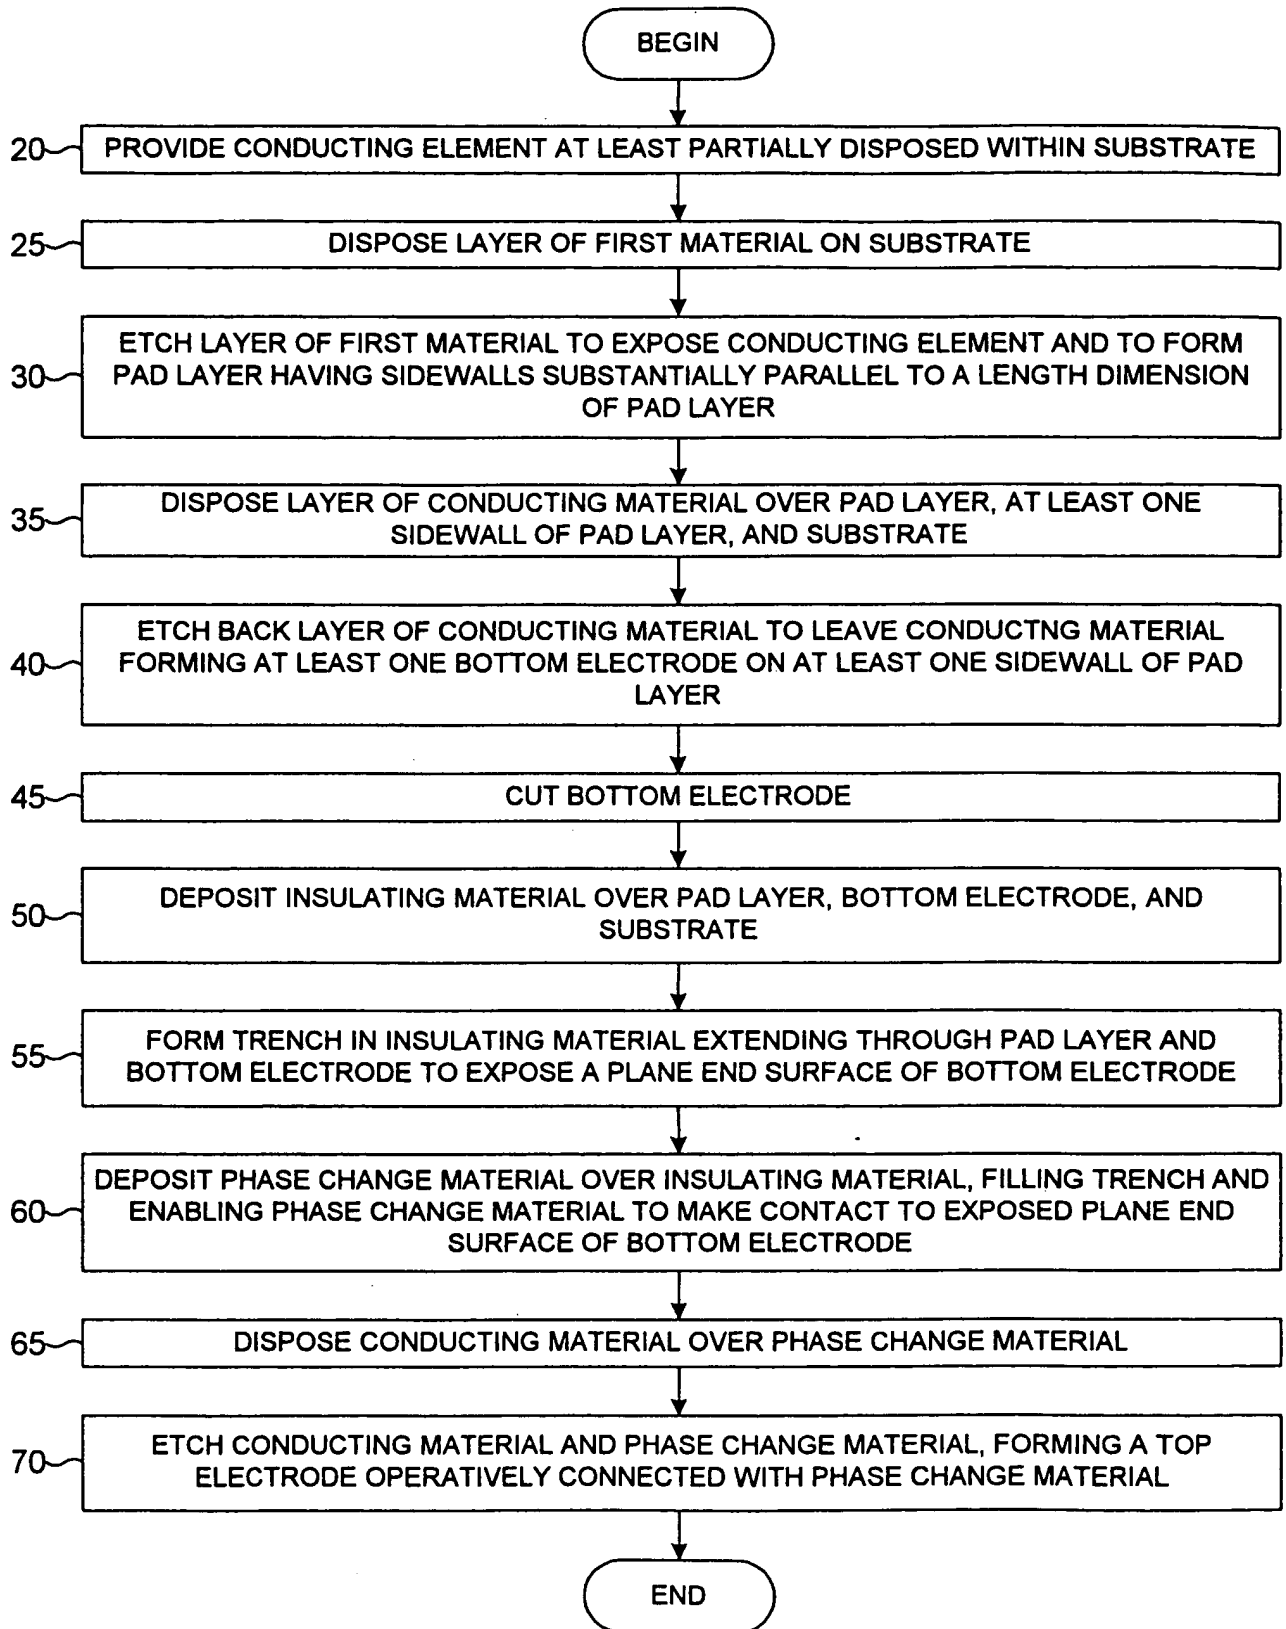 BEGIN
20 PROVIDE CONDUCTING ELEMENT AT LEAST PARTIALLY DISPOSED WITHIN SUBSTRATE
25 DISPOSE LAYER OF FIRST MATERIAL ON SUBSTRATE
ETCH LAYER OF FIRST MATERIAL TO EXPOSE CONDUCTING ELEMENT AND TO FORM
30 PAD LAYER HAVING SIDEWALLS SUBSTANTIALLY PARALLEL TO A LENGTH DIMENSION
OF PAD LAYER
DISPOSE LAYER OF CONDUCTING MATERIAL OVER PAD LAYER, AT LEAST ONE
35 SIDEWALL OF PAD LAYER, AND SUBSTRATE
ETCH BACK LAYER OF CONDUCTING MATERIAL TO LEAVE CONDUCTNG MATERIAL
40 FORMING AT LEAST ONE BOTTOM ELECTRODE ON AT LEAST ONE SIDEWALL OF PAD
LAYER
45 CUT BOTTOM ELECTRODE
DEPOSIT INSULATING MATERIAL OVER PAD LAYER, BOTTOM ELECTRODE, AND
50 SUBSTRATE
FORM TRENCH IN INSULATING MATERIAL EXTENDING THROUGH PAD LAYER AND
55 BOTTOM ELECTRODE TO EXPOSE A PLANE END SURFACE OF BOTTOM ELECTRODE
DEPOSIT PHASE CHANGE MATERIAL OVER INSULATING MATERIAL, FILLING TRENCH AND
60 ENABLING PHASE CHANGE MATERIAL TO MAKE CONTACT TO EXPOSED PLANE END
SURFACE OF BOTTOM ELECTRODE
65 DISPOSE CONDUCTING MATERIAL OVER PHASE CHANGE MATERIAL
ETCH CONDUCTING MATERIAL AND PHASE CHANGE MATERIAL, FORMING A TOP
70 ELECTRODE OPERATIVELY CONNECTED WITH PHASE CHANGE MATERIAL
END